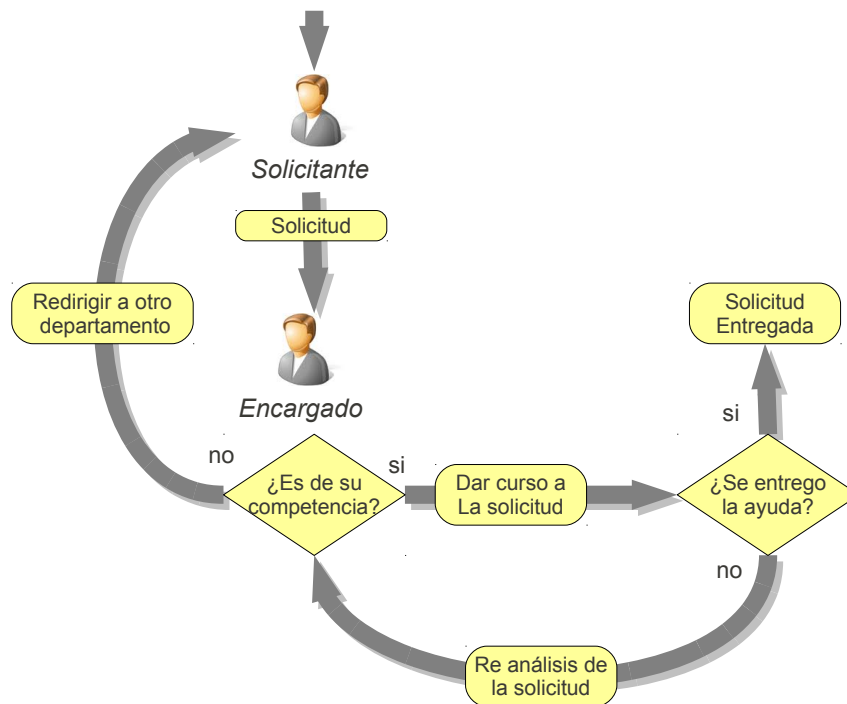 Solicitante
Solicitud
Redirigir a otro
departamento
Solicitud
Entregada
Encargado
si
no
si
¿Es de su
competencia?
Dar curso a
La solicitud
¿Se entrego
la ayuda?
no
Re análisis de
la solicitud